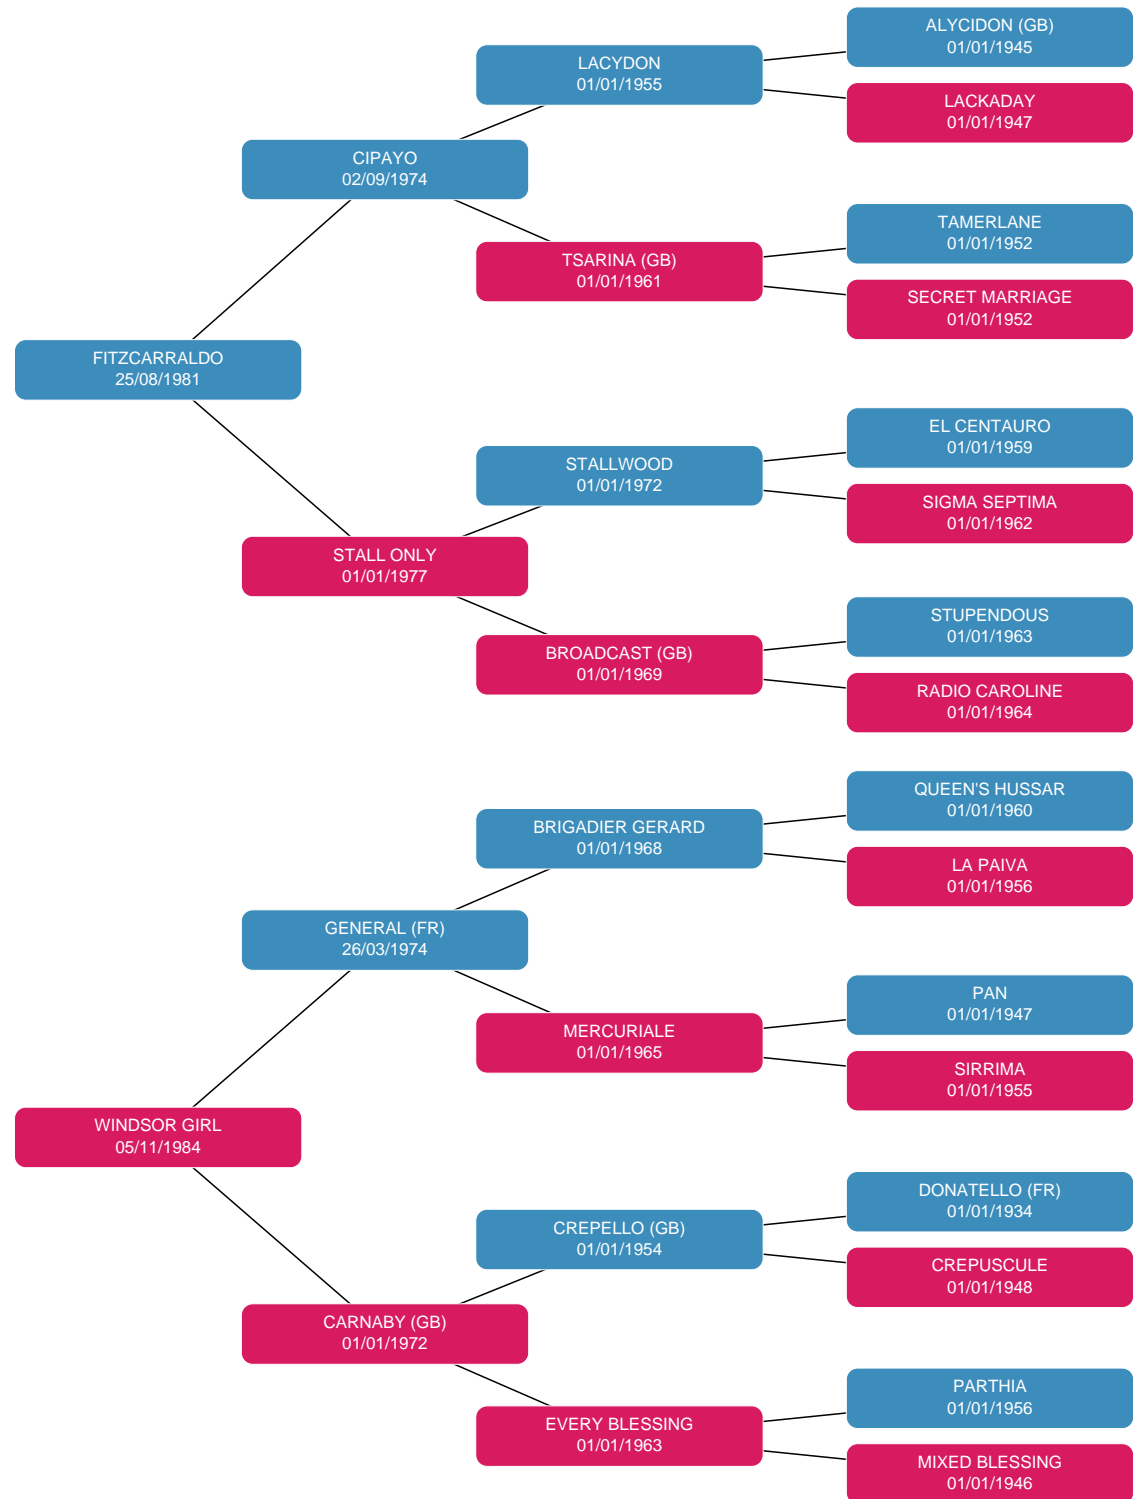 ALYCIDON (GB)
01/01/1945
LACYDON
01/01/1955
LACKADAY
01/01/1947
CIPAYO
02/09/1974
TAMERLANE
01/01/1952
TSARINA (GB)
01/01/1961
SECRET MARRIAGE
01/01/1952
FITZCARRALDO
25/08/1981
EL CENTAURO
01/01/1959
STALLWOOD
01/01/1972
SIGMA SEPTIMA
01/01/1962
STALL ONLY
01/01/1977
STUPENDOUS
01/01/1963
BROADCAST (GB)
01/01/1969
RADIO CAROLINE
01/01/1964
QUEEN'S HUSSAR
01/01/1960
BRIGADIER GERARD
01/01/1968
LA PAIVA
01/01/1956
GENERAL (FR)
26/03/1974
PAN
01/01/1947
MERCURIALE
01/01/1965
SIRRIMA
01/01/1955
WINDSOR GIRL
05/11/1984
DONATELLO (FR)
01/01/1934
CREPELLO (GB)
01/01/1954
CREPUSCULE
01/01/1948
CARNABY (GB)
01/01/1972
PARTHIA
01/01/1956
EVERY BLESSING
01/01/1963
MIXED BLESSING
01/01/1946